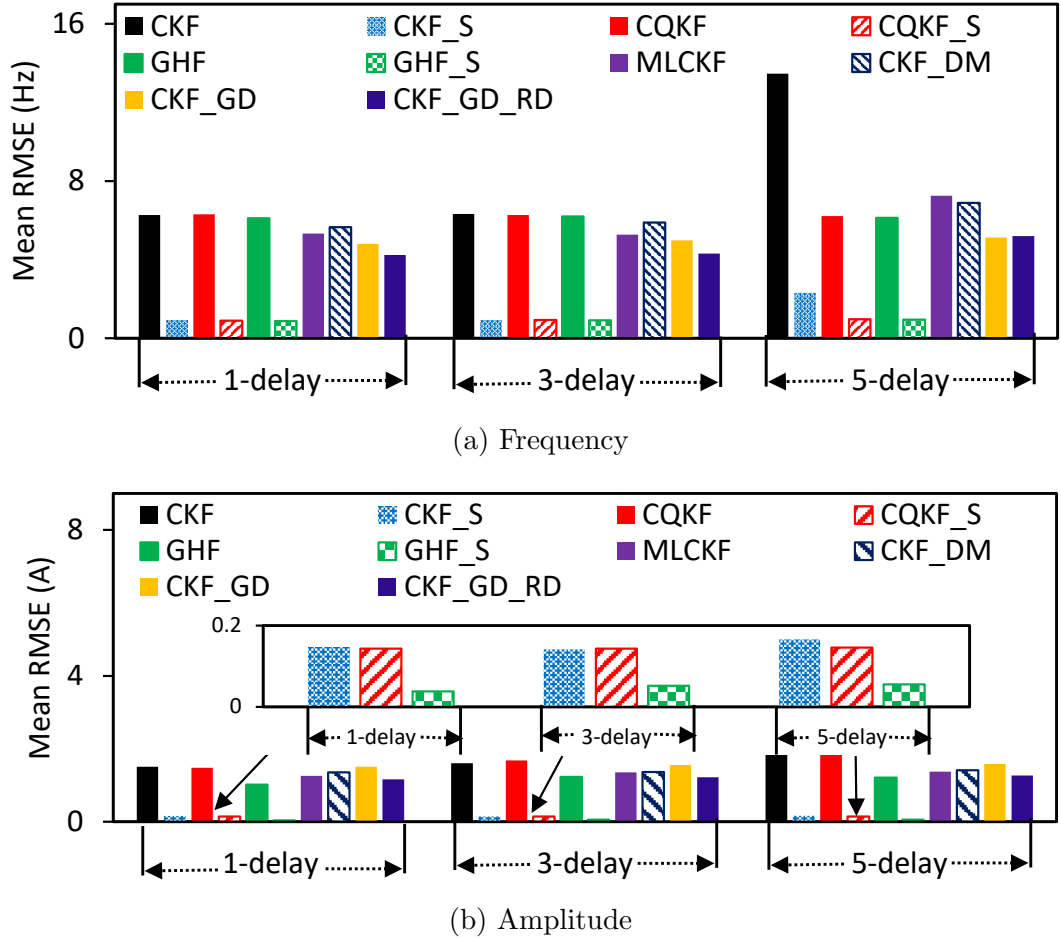 16
CKF CKF_S CQKF CQKF_S
GHF GHF_S MLCKF CKF_DM
CKF_GD CKF_GD_RD
Mean RMSE (Hz)
8
0
1-delay 3-delay 5-delay
(a) Frequency
8
CKF CKF_S CQKF CQKF_S
GHF GHF_S MLCKF CKF_DM
CKF_GD CKF_GD_RD
Mean RMSE (A)
0.2
4
0
1-delay 3-delay 5-delay
0
1-delay 3-delay 5-delay
(b) Amplitude